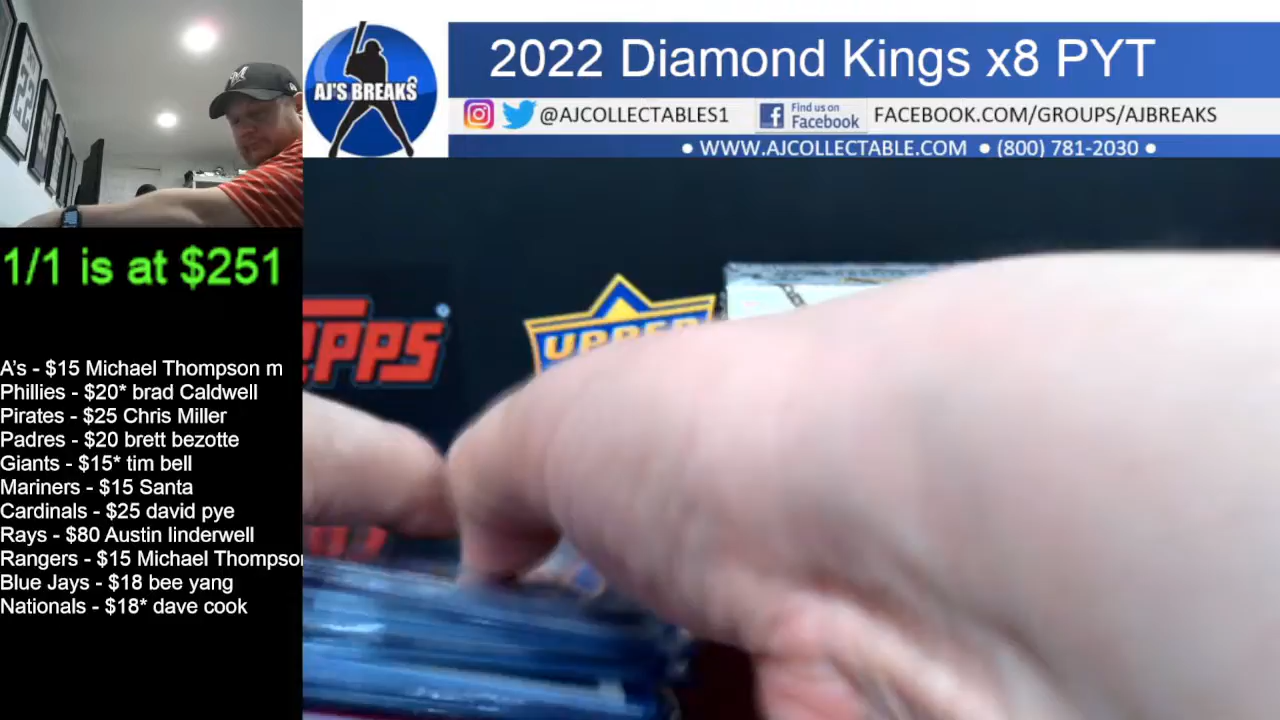 AJ'S BREAKS
2022 Diamond Kings x8 PYT
@AJCOLLECTABLES1
Find us on
Facebook
FACEBOOK.COM/GROUPS/AJBREAKS
• WWW.AJCOLLECTABLE.COM • (800) 781-2030 •
1/1 is at $251
A's - $15 Michael Thompson m
Phillies - $20* brad Caldwell
Pirates - $25 Chris Miller
Padres - $20 brett bezotte
Giants - $15* tim bell
Mariners - $15 Santa
Cardinals - $25 david pye
Rays - $80 Austin linderwell
Rangers - $15 Michael Thompson
Blue Jays - $18 bee yang
Nationals - $18* dave cook
TOPPS
UPPER